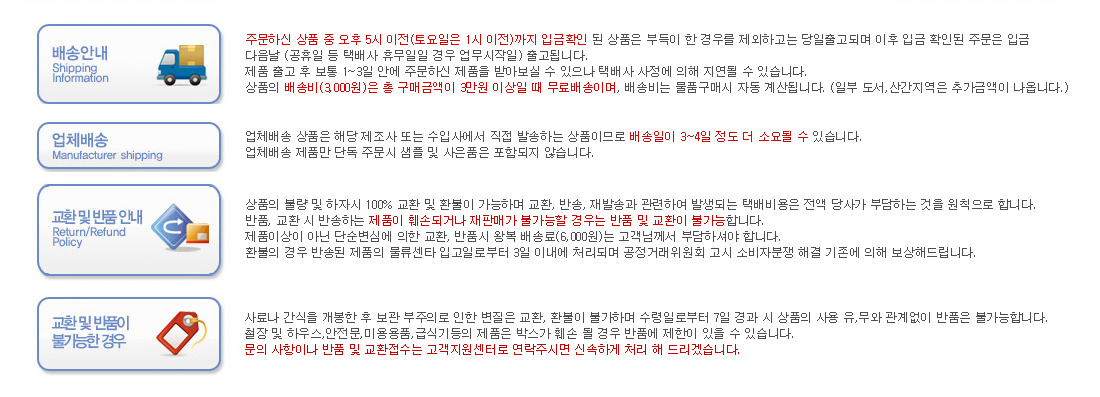 배송안내
Shipping
Information
주문하신 상품 중 오후 5시 이전(토요일은 1시 이전)까지 입금확인 된 상품은 부득이 한 경우를 제외하고는 당일출고되며 이후 입금 확인된 주문은 입금
다음날 (공휴일 등 택배사 휴무일일 경우 업무시작일) 출고됩니다.
제품 출고 후 보통 1~3일 안에 주문하신 제품을 받아보실 수 있으나 택배사 사정에 의해 지연될 수 있습니다.
상품의 배송비(3,000원)은 총 구매금액이 3만원 이상일 때 무료배송이며, 배송비는 물품구매시 자동 계산됩니다. (일부 도서,산간지역은 추가금액이 나옵니다.)
업체배송
Manufacturer shipping
업체배송 상품은 해당 제조사 또는 수입사에서 직접 발송하는 상품이므로 배송일이 3~4일 정도 더 소요될 수 있습니다.
업체배송 제품만 단독 주문시 샘플 및 사은품은 포함되지 않습니다.
교환 및 반품 안내
Return/Refund
Policy
상품의 불량 및 하자시 100% 교환 및 환불이 가능하며 교환, 반송, 재발송과 관련하여 발생되는 택배비용은 전액 당사가 부담하는 것을 원칙으로 합니다.
반품, 교환 시 반송하는 제품이 훼손되거나 재판매가 불가능할 경우는 반품 및 교환이 불가능합니다.
제품이상이 아닌 단순변심에 의한 교환, 반품시 왕복 배송료(6,000원)는 고객님께서 부담하셔야 합니다.
환불의 경우 반송된 제품의 물류센타 입고일로부터 3일 이내에 처리되며 공정거래위원회 고시 소비자분쟁 해결 기존에 의해 보상해드립니다.
교환 및 반품이
불가능한 경우
사료나 간식을 개봉한 후 보관 부주의로 인한 변질은 교환, 환불이 불가하며 수령일로부터 7일 경과 시 상품의 사용 유,무와 관계없이 반품은 불가능합니다.
철장 및 하우스,안전문,미용용품,급식기등의 제품은 박스가 훼손 될 경우 반품에 제한이 있을 수 있습니다.
문의 사항이나 반품 및 교환접수는 고객지원센터로 연락주시면 신속하게 처리 해 드리겠습니다.